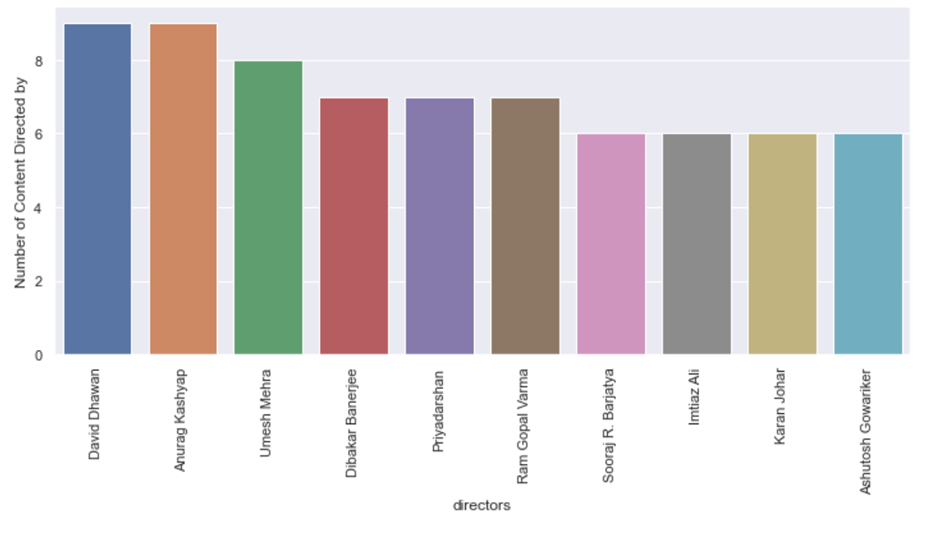 Number of Content Directed by
8
6
4
2
0
David Dhawan
Anurag Kashyap
Umesh Mehra
Dibakar Banerjee
Priyadarshan
Ram Gopal Varma
Sooraj R. Barjatya
Imtiaz Ali
Karan Johar
Ashutosh Gowariker
directors